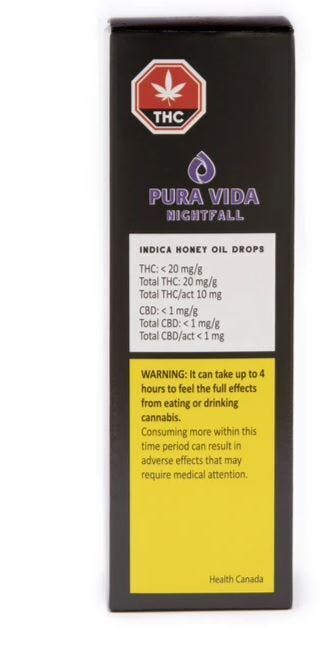 THC
PURA VIDA
NIGHTFALL
INDICA HONEY OIL DROPS
THC: < 20 mg/g
Total THC: 20 mg/g
Total THC/act 10 mg
CBD: < 1 mg/g
Total CBD: < 1 mg/g
Total CBD/act < 1 mg
WARNING: It can take up to 4
hours to feel the full effects
from eating or drinking
cannabis.
Consuming more within this
time period can result in
adverse effects that may
require medical attention.
Health Canada